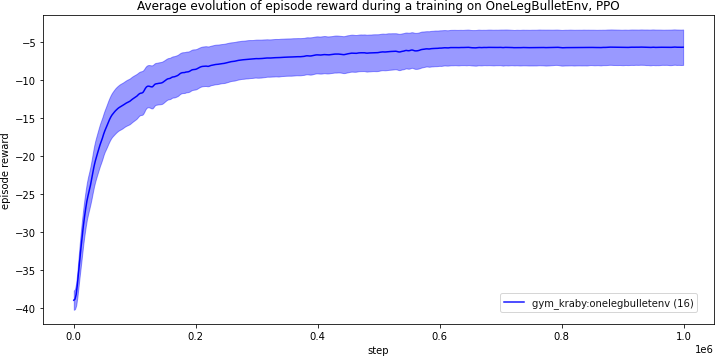 Average evolution of episode reward during a training on OneLegBulletEnv, PPO
episode reward
−5
−10
−15
−20
−25
−30
−35
−40
gym_kraby:onelegbulletenv (16)
0.0 0.2 0.4 0.6 0.8 1.0
1e6
step